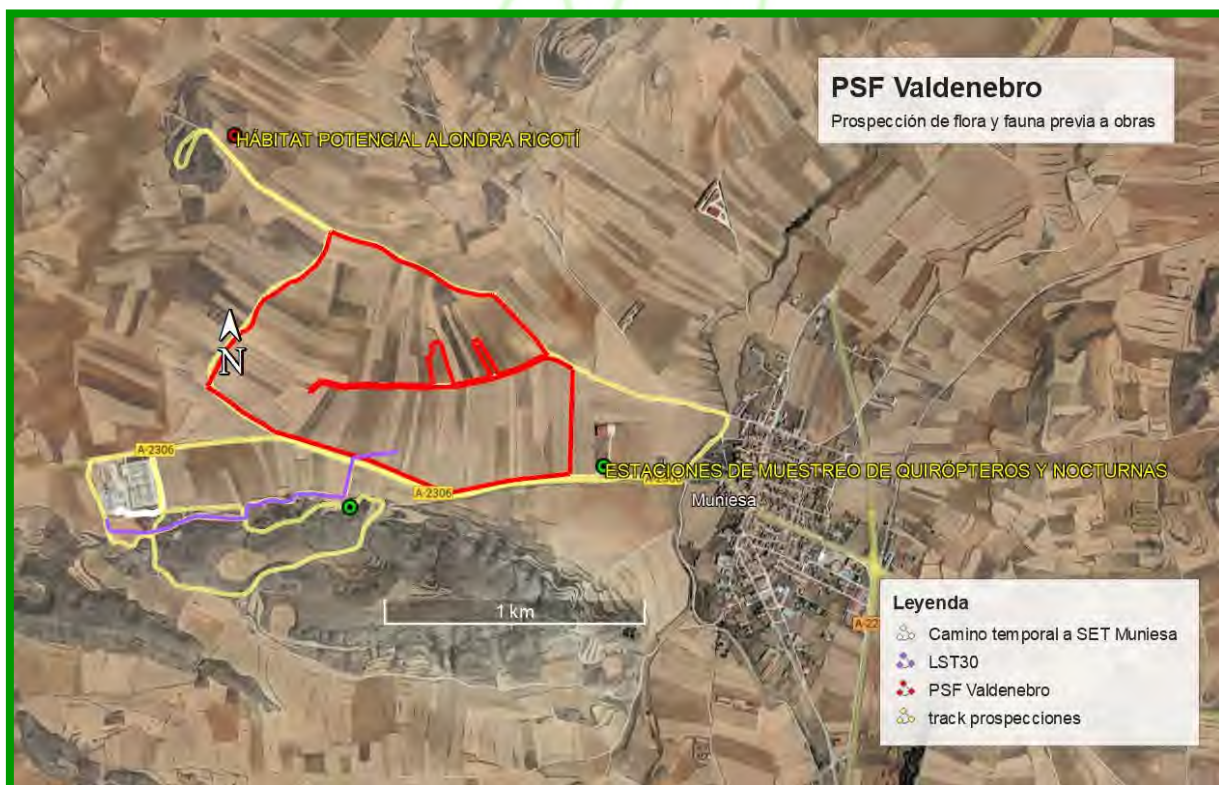 PSF Valdenebro
Prospección de flora y fauna previa a obras
HÁBITAT POTENCIAL ALONDRA RICOTÍ
N
A-2306
ESTACIONES DE MUESTREO DE QUIRÓPTEROS Y NOCTURNAS
A-2306
Muniesa
1 km
Leyenda
Camino temporal a SET Muniesa
LST30
PSF Valdenebro
track prospecciones